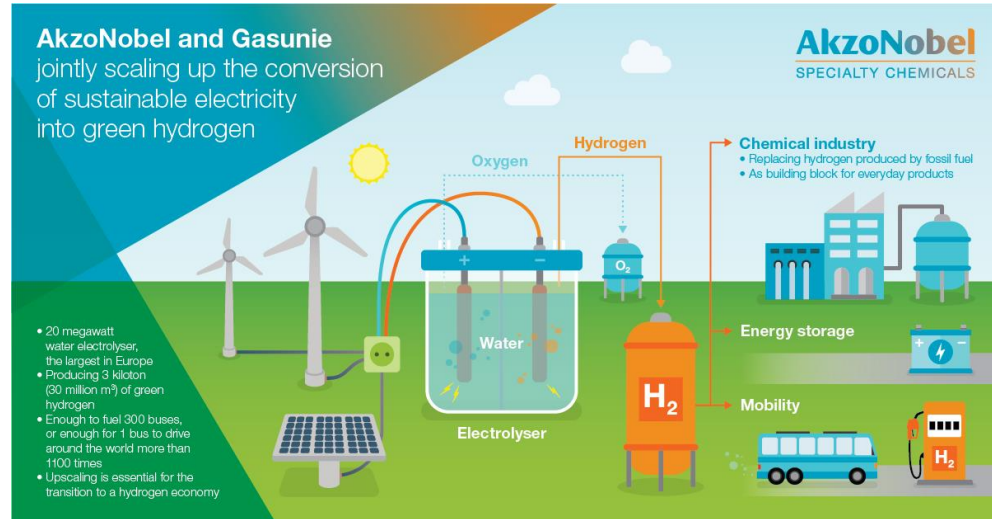 AkzoNobel and Gasunie
jointly scaling up the conversion
of sustainable electricity
into green hydrogen
AkzoNobel
SPECIALTY CHEMICALS
Oxygen
Hydrogen
Chemical industry
• Replacing hydrogen produced by fossil fuel
• As building block for everyday products
+
−
O₂
Water
Electrolyser
H₂
Energy storage
+ −
Mobility
H₂
• 20 megawatt
water electrolyser,
the largest in Europe
• Producing 3 kiloton
(30 million m³) of green
hydrogen
• Enough to fuel 300 buses,
or enough for 1 bus to drive
around the world more than
1100 times
• Upscaling is essential for the
transition to a hydrogen economy